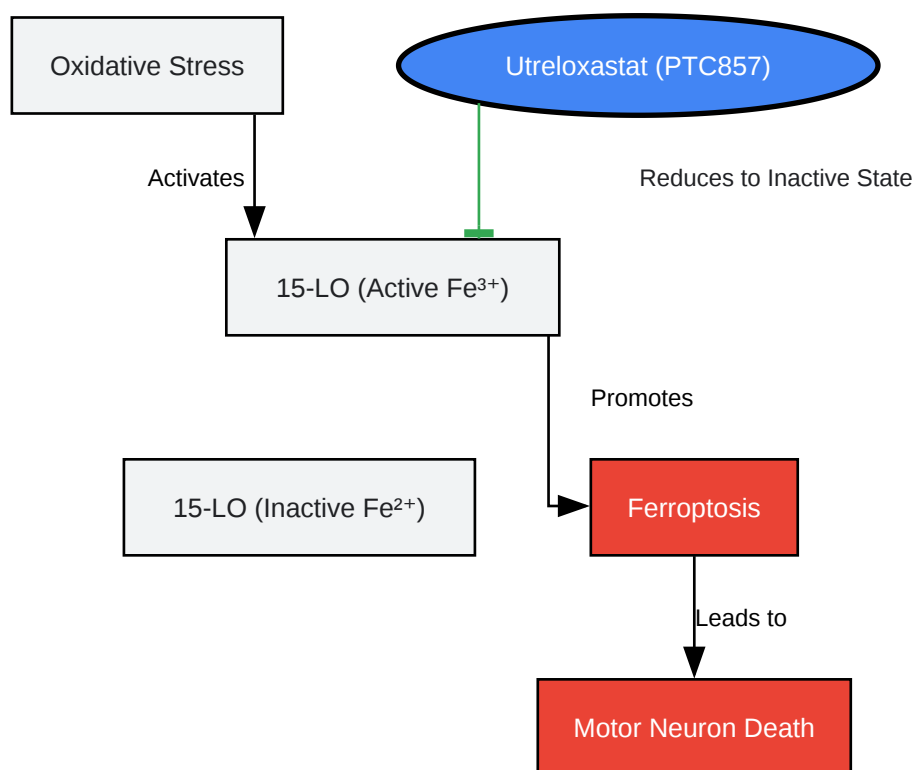 Oxidative Stress
Utreloxastat (PTC857)
Activates
Reduces to Inactive State
15-LO (Active Fe³⁺)
Promotes
15-LO (Inactive Fe²⁺)
Ferroptosis
Leads to
Motor Neuron Death